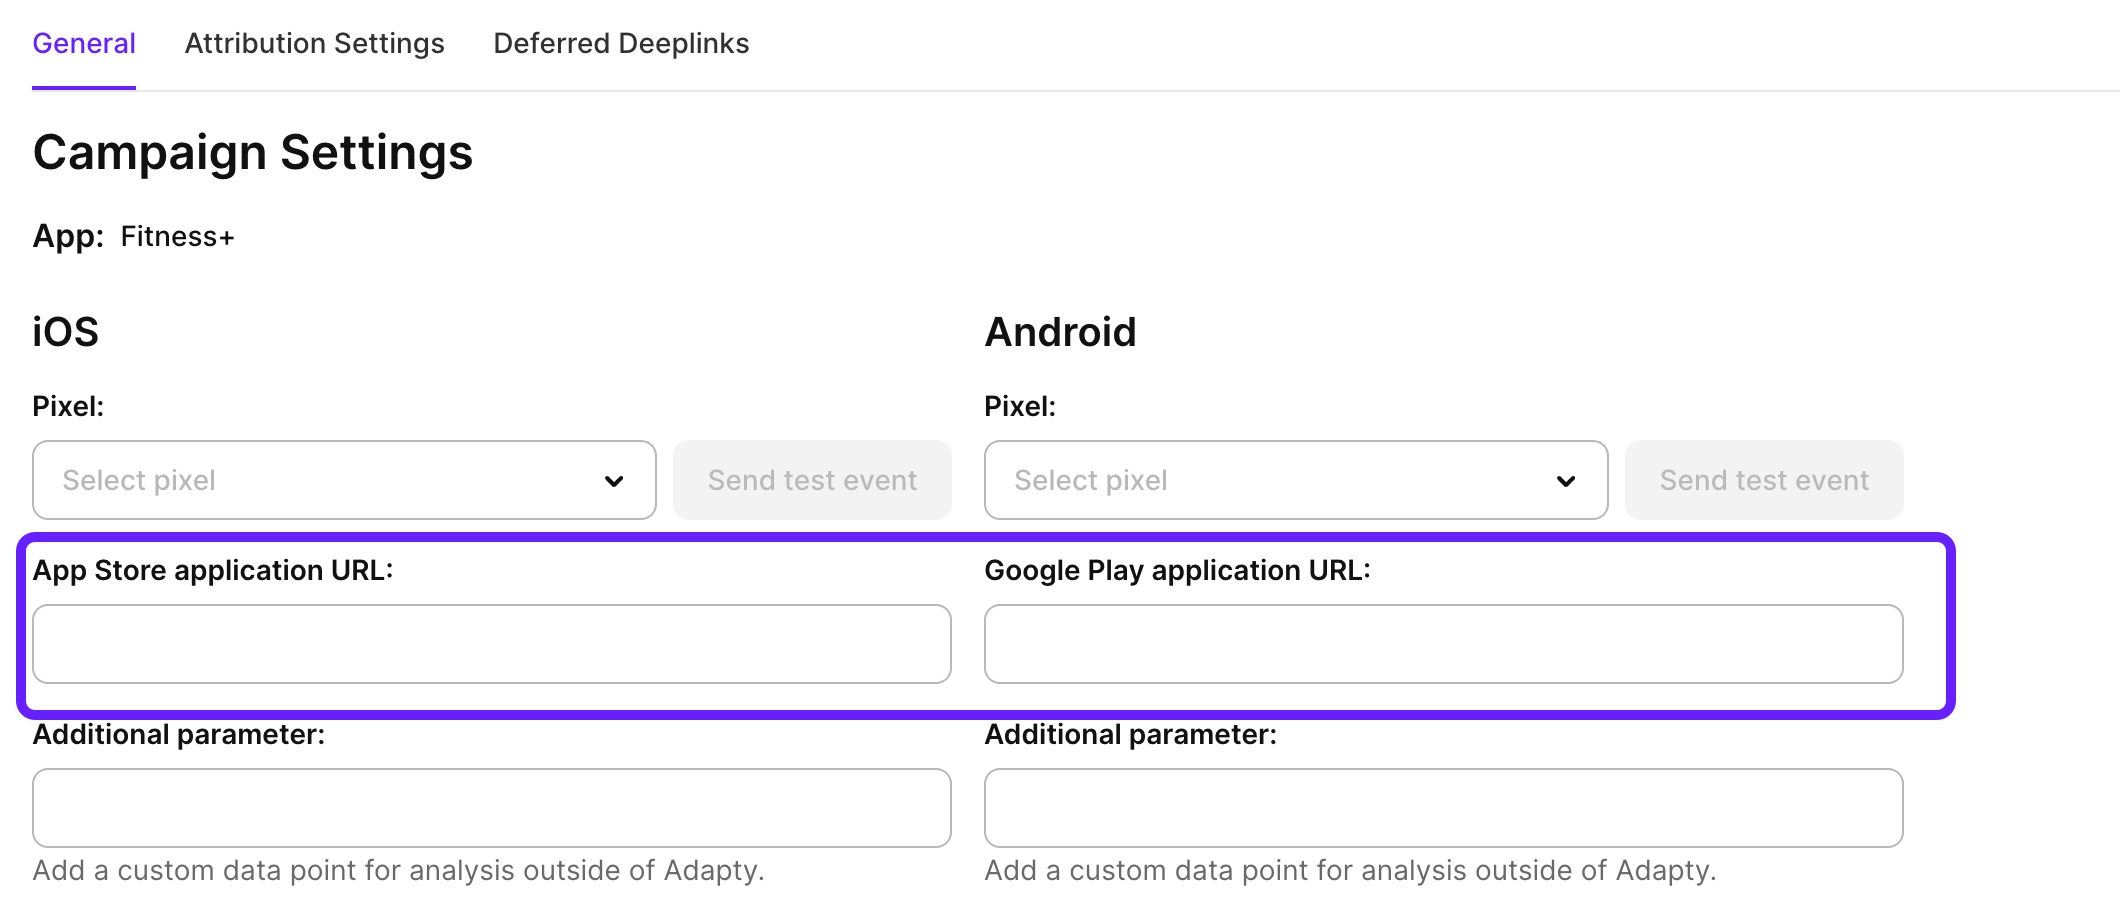 General Attribution Settings Deferred Deeplinks
Campaign Settings
App: Fitness+
iOS
Android
Pixel:
Pixel:
Select pixel
Send test event
Select pixel
Send test event
App Store application URL:
Google Play application URL:
Additional parameter:
Additional parameter:
Add a custom data point for analysis outside of Adapty.
Add a custom data point for analysis outside of Adapty.